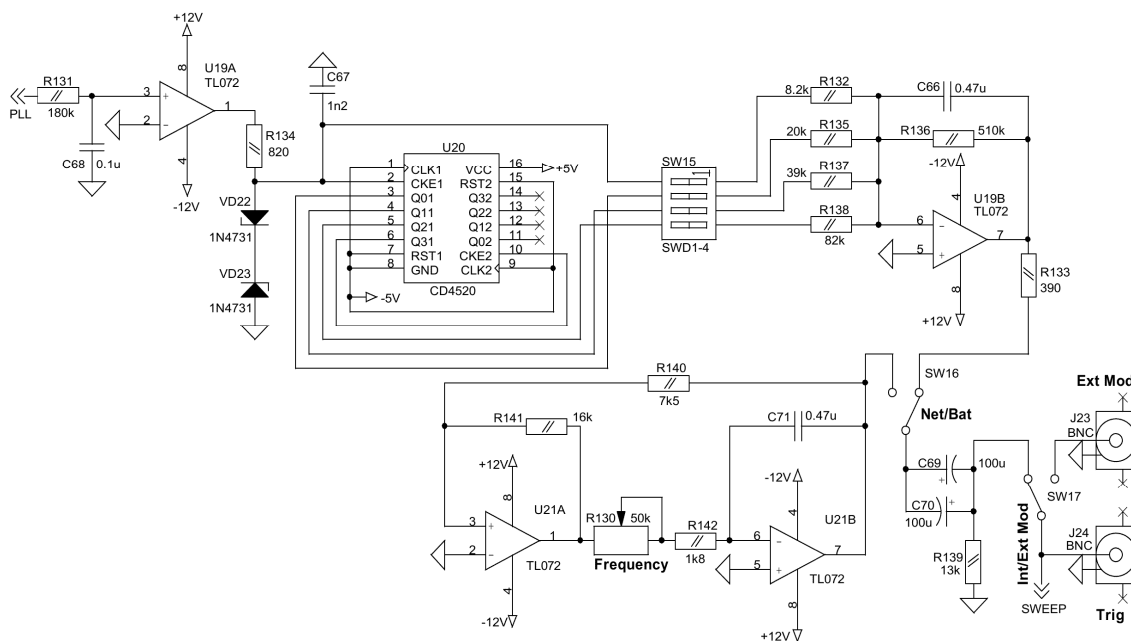 +12V
8
U19A
TL072
R131
180k
PLL
3
+
2
−
1
C68
0.1u
4
-12V
R134
820
C67
1n2
VD22
1N4731
VD23
1N4731
U20
1 CLK1 VCC 16 +5V
2 CKE1 RST2 15
3 Q01 Q32 14
4 Q11 Q22 13
5 Q21 Q12 12
6 Q31 Q02 11
7 RST1 CKE2 10
8 GND CLK2 9
CD4520
-5V
SW15
1
SWD1-4
8.2k R132
20k R135
39k R137
R138
82k
C66 0.47u
R136 510k
-12V
4
U19B
TL072
6
−
5
+
7
8
+12V
R133
390
R140
7k5
R141 16k
+12V
8
U21A
3
+
2
−
1
TL072
4
-12V
R130 50k
Frequency
R142
1k8
C71 0.47u
-12V
4
U21B
6
−
5
+
7
TL072
8
+12V
SW16
Net/Bat
C69 + 100u
C70 +
100u
R139
13k
Int/Ext Mod
SW17
SWEEP
Ext Mod
J23
BNC
J24
BNC
Trig